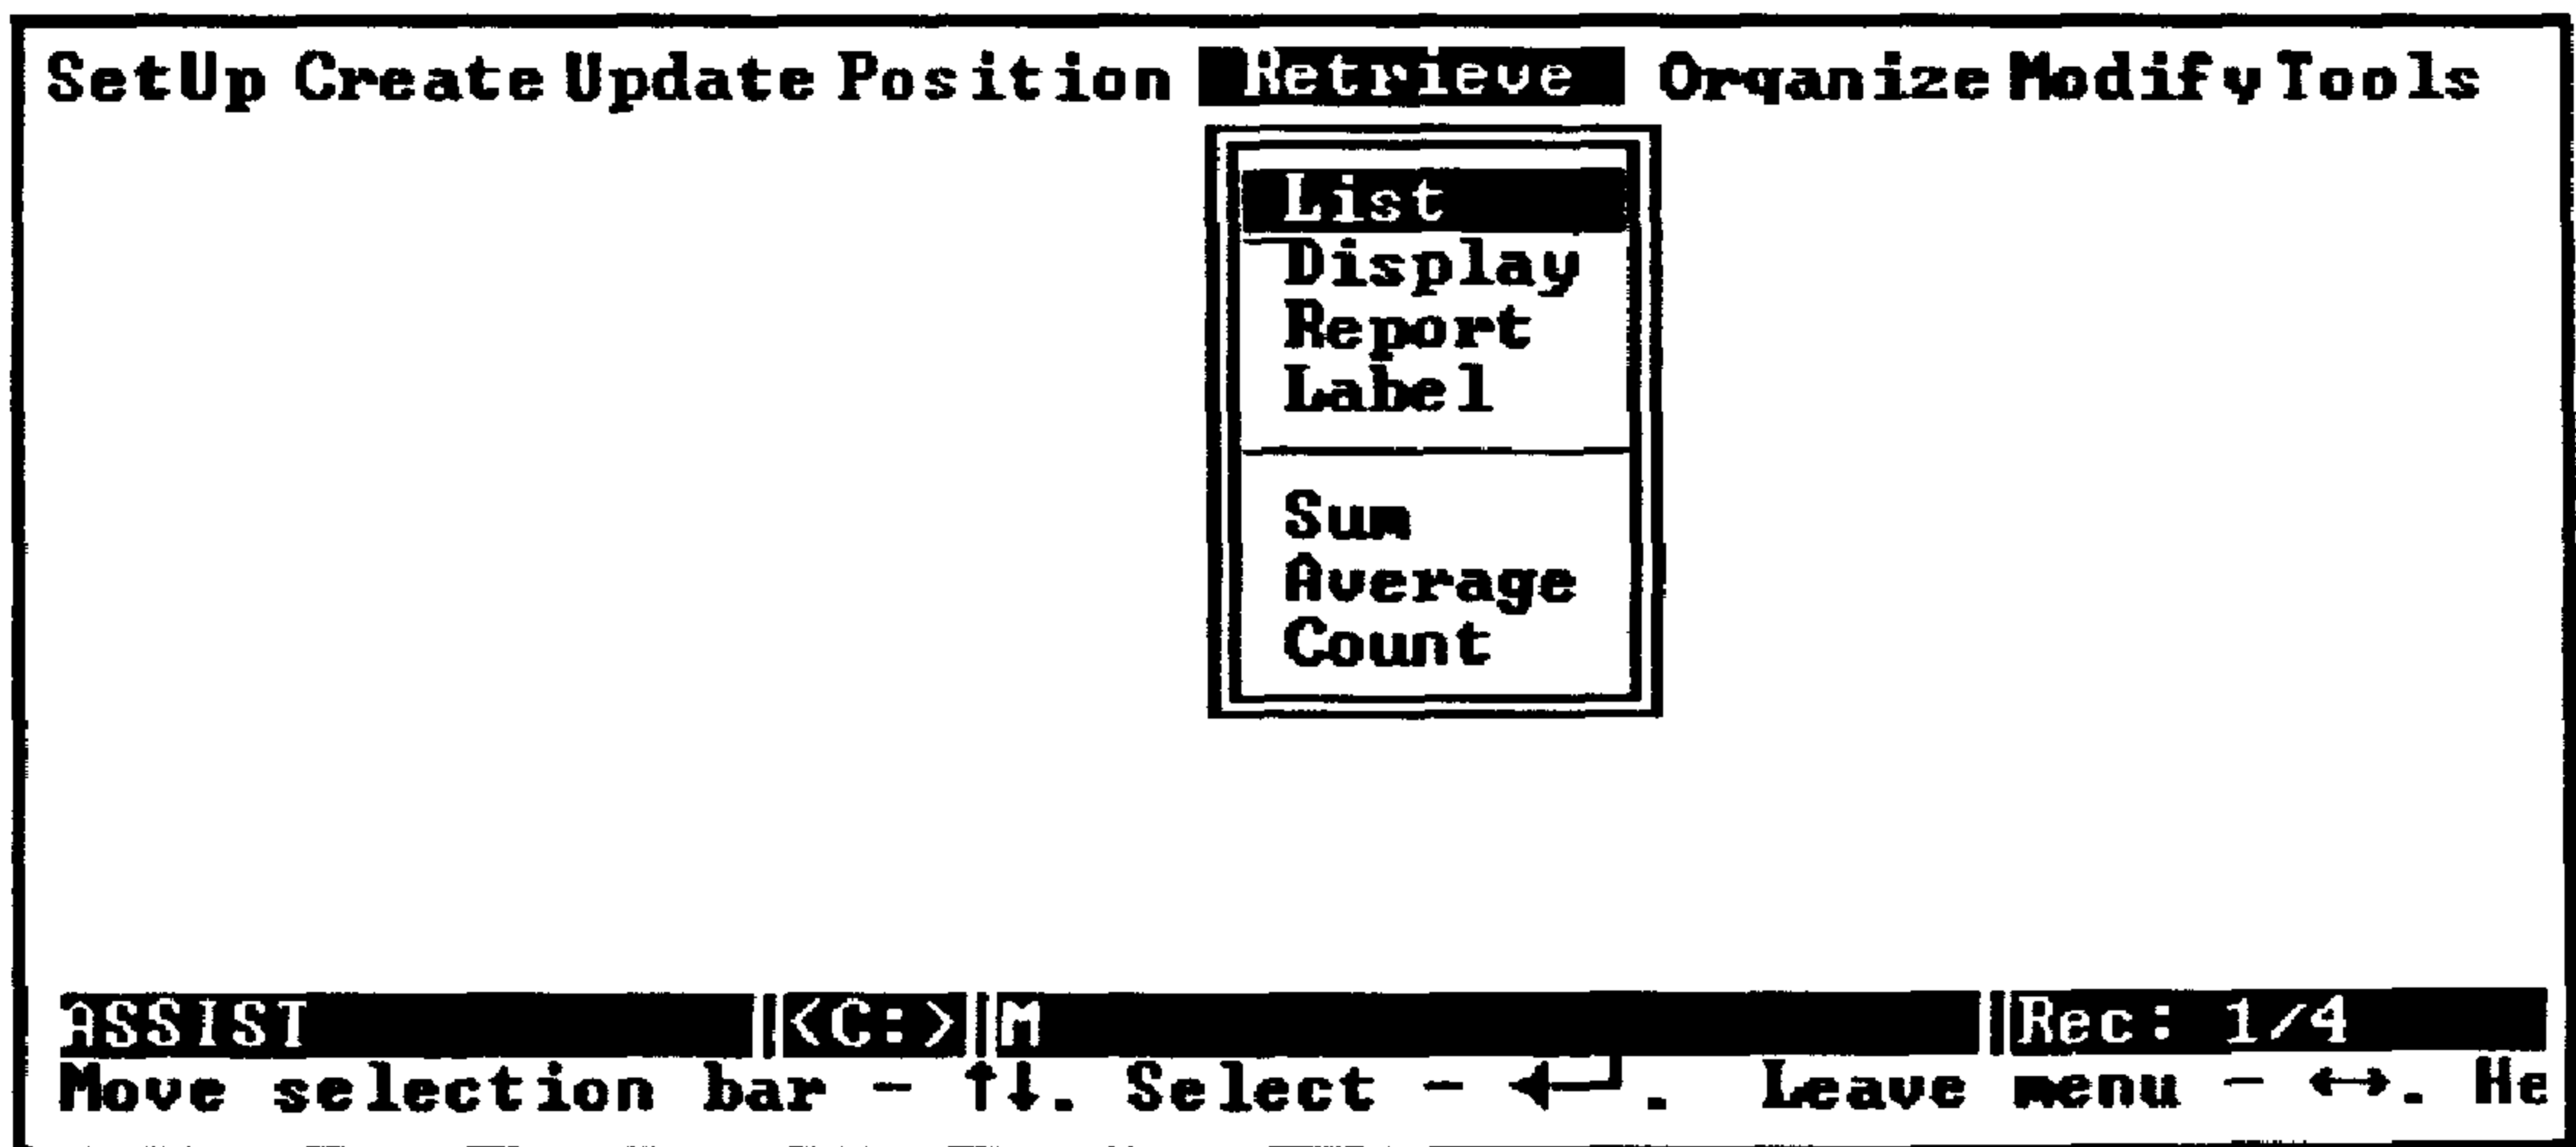 SetUp Create Update Position Retrieve Organize Modify Tools
List
Display
Report
Label
Sum
Average
Count
ASSIST <C:> M Rec: 1/4
Move selection bar - ↑↓. Select - ↵. Leave menu - ↔. He